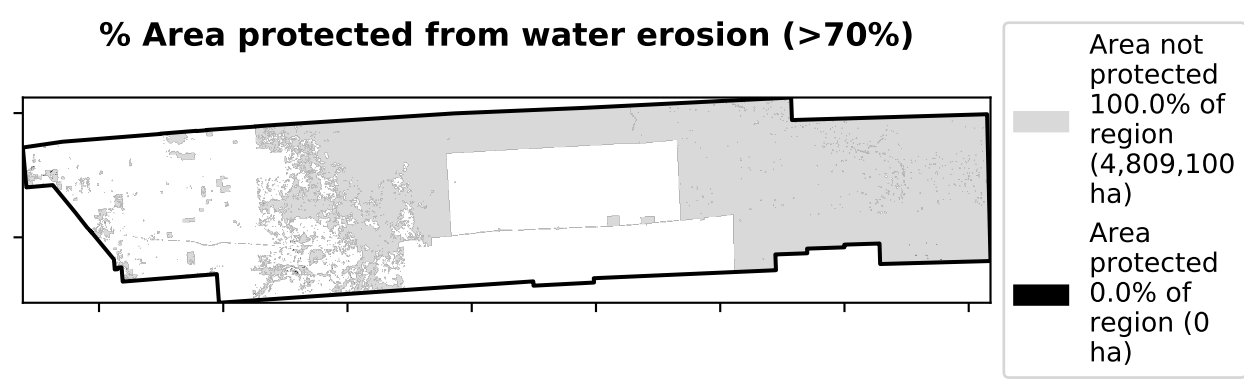 % Area protected from water erosion (>70%)
Area not
protected
100.0% of
region
(4,809,100
ha)
Area
protected
0.0% of
region (0
ha)